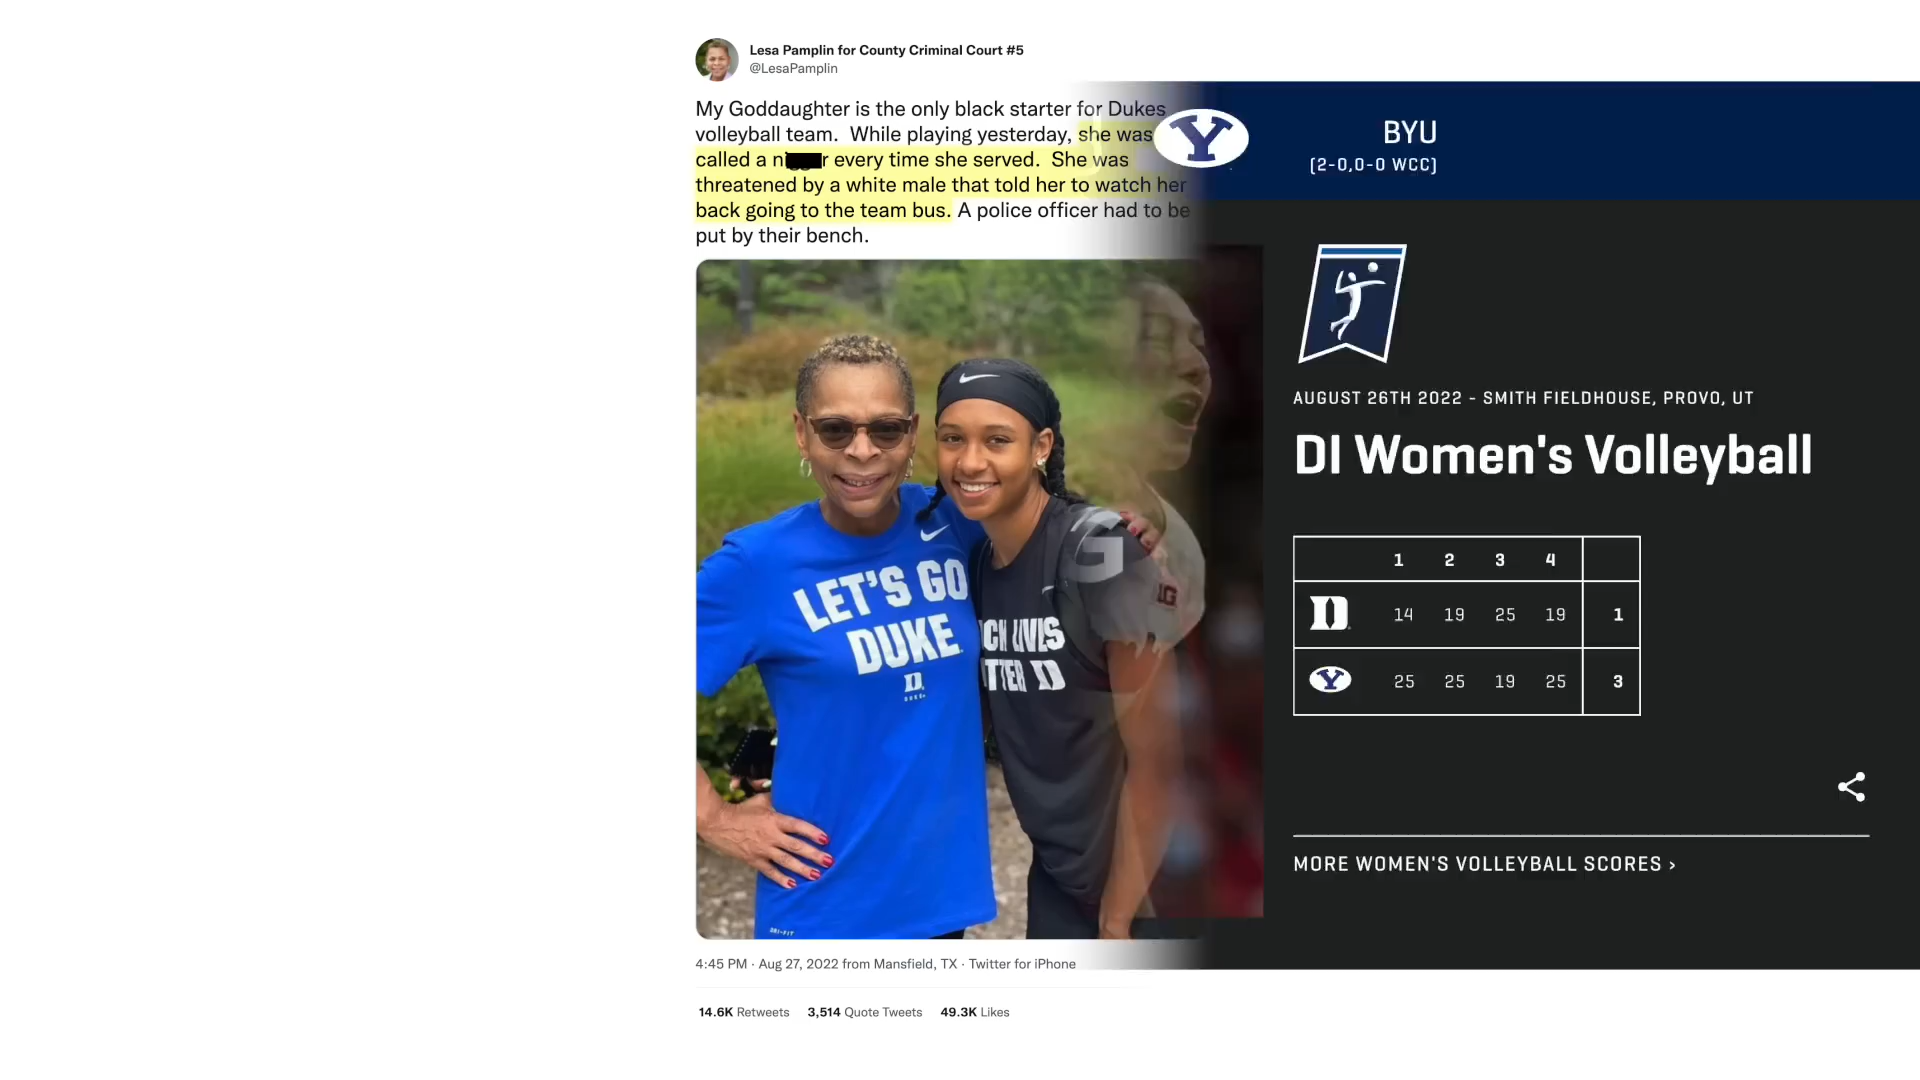 Lesa Pamplin for County Criminal Court #5
@LesaPamplin
My Goddaughter is the only black starter for Dukes
volleyball team. While playing yesterday, she was
called a ni r every time she served. She was
threatened by a white male that told her to watch her
back going to the team bus. A police officer had to be
put by their bench.
LET'S GO
DUKE
D
DUKE
DRI-FIT
IVES
TTER D
G
4:45 PM · Aug 27, 2022 from Mansfield, TX · Twitter for iPhone
14.6K Retweets 3,514 Quote Tweets 49.3K Likes
Y
BYU
[2-0,0-0 WCC]
AUGUST 26TH 2022 - SMITH FIELDHOUSE, PROVO, UT
DI Women's Volleyball
1 2 3 4
D 14 19 25 19 1
Y 25 25 19 25 3
MORE WOMEN'S VOLLEYBALL SCORES ›